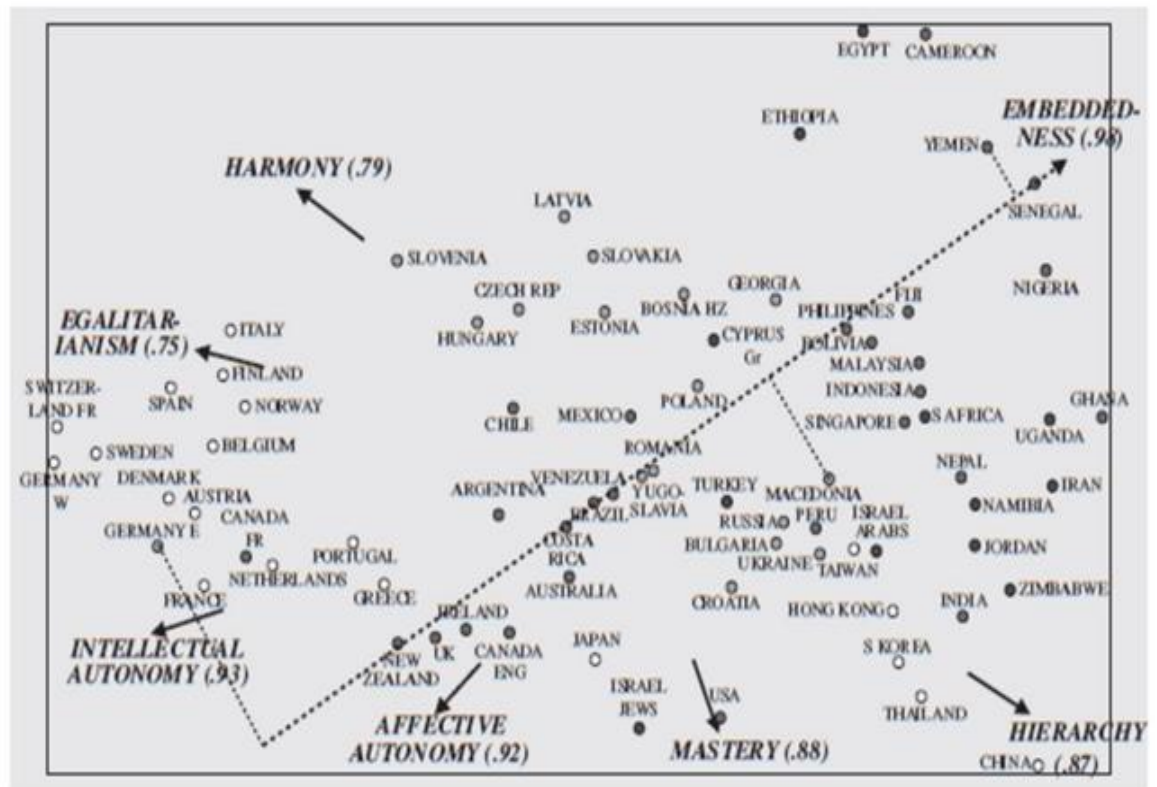 EGYPT
CAMEROON
ETHIOPIA
EMBEDDED-
NESS (.98)
YEMEN
HARMONY (.79)
LATVIA
SENEGAL
SLOVENIA
SLOVAKIA
GEORGIA
NIGERIA
CZECH REP
BOSNIA HZ
FIJI
PHILIPPINES
EGALITAR-
IANISM (.75)
ITALY
HUNGARY
ESTONIA
CYPRUS
Gr
BOLIVIA
MALAYSIA
FINLAND
SWITZER-
LAND FR
SPAIN
NORWAY
POLAND
INDONESIA
GHANA
CHILE
MEXICO
SINGAPORE
S AFRICA
UGANDA
SWEDEN
BELGIUM
ROMANIA
GERMANY
W
DENMARK
VENEZUELA
NEPAL
ARGENTINA
YUGO-
SLAVIA
TURKEY
MACEDONIA
IRAN
AUSTRIA
CANADA
FR
BRAZIL
RUSSIA
PERU
ISRAEL
ARABS
NAMIBIA
GERMANY E
PORTUGAL
COSTA
RICA
BULGARIA
UKRAINE
TAIWAN
JORDAN
NETHERLANDS
FRANCE
GREECE
AUSTRALIA
CROATIA
HONG KONG
INDIA
ZIMBABWE
IRELAND
INTELLECTUAL
AUTONOMY (.93)
NEW
ZEALAND
UK
CANADA
ENG
JAPAN
S KOREA
ISRAEL
JEWS
USA
THAILAND
AFFECTIVE
AUTONOMY (.92)
MASTERY (.88)
HIERARCHY
(.87)
CHINA